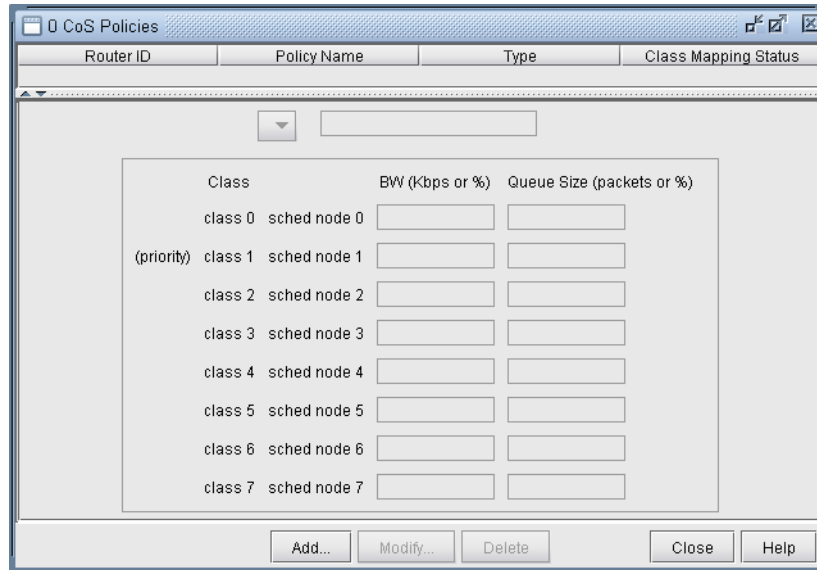 0 CoS Policies
Router ID Policy Name Type Class Mapping Status
Class BW (Kbps or %) Queue Size (packets or %)
class 0 sched node 0
(priority) class 1 sched node 1
class 2 sched node 2
class 3 sched node 3
class 4 sched node 4
class 5 sched node 5
class 6 sched node 6
class 7 sched node 7
Add... Modify... Delete Close Help